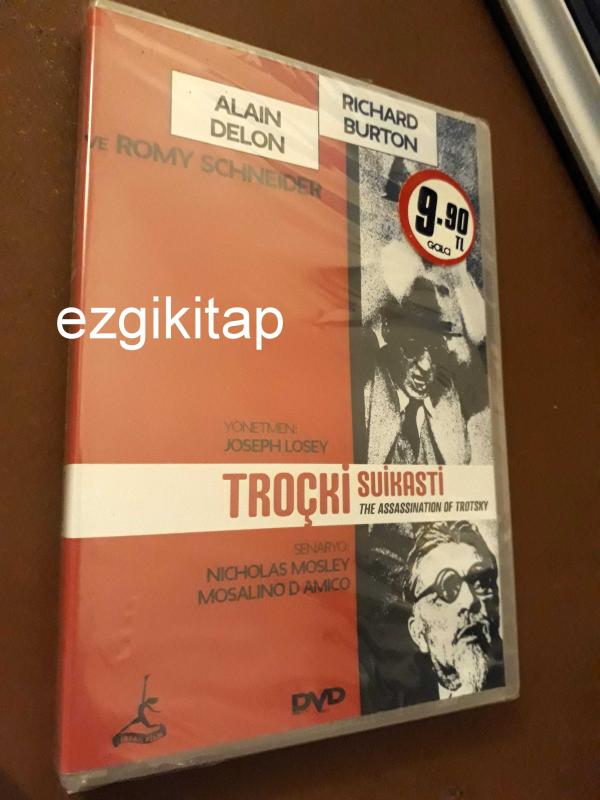 ALAIN
DELON
RICHARD
BURTON
VE ROMY SCHNEIDER
9.90
TL
GALA
ezgikitap
YÖNETMEN:
JOSEPH LOSEY
TROÇKİ SUİKASTİ
THE ASSASSINATION OF TROTSKY
SENARYO:
NICHOLAS MOSLEY
MOSALINO D AMICO
DVD